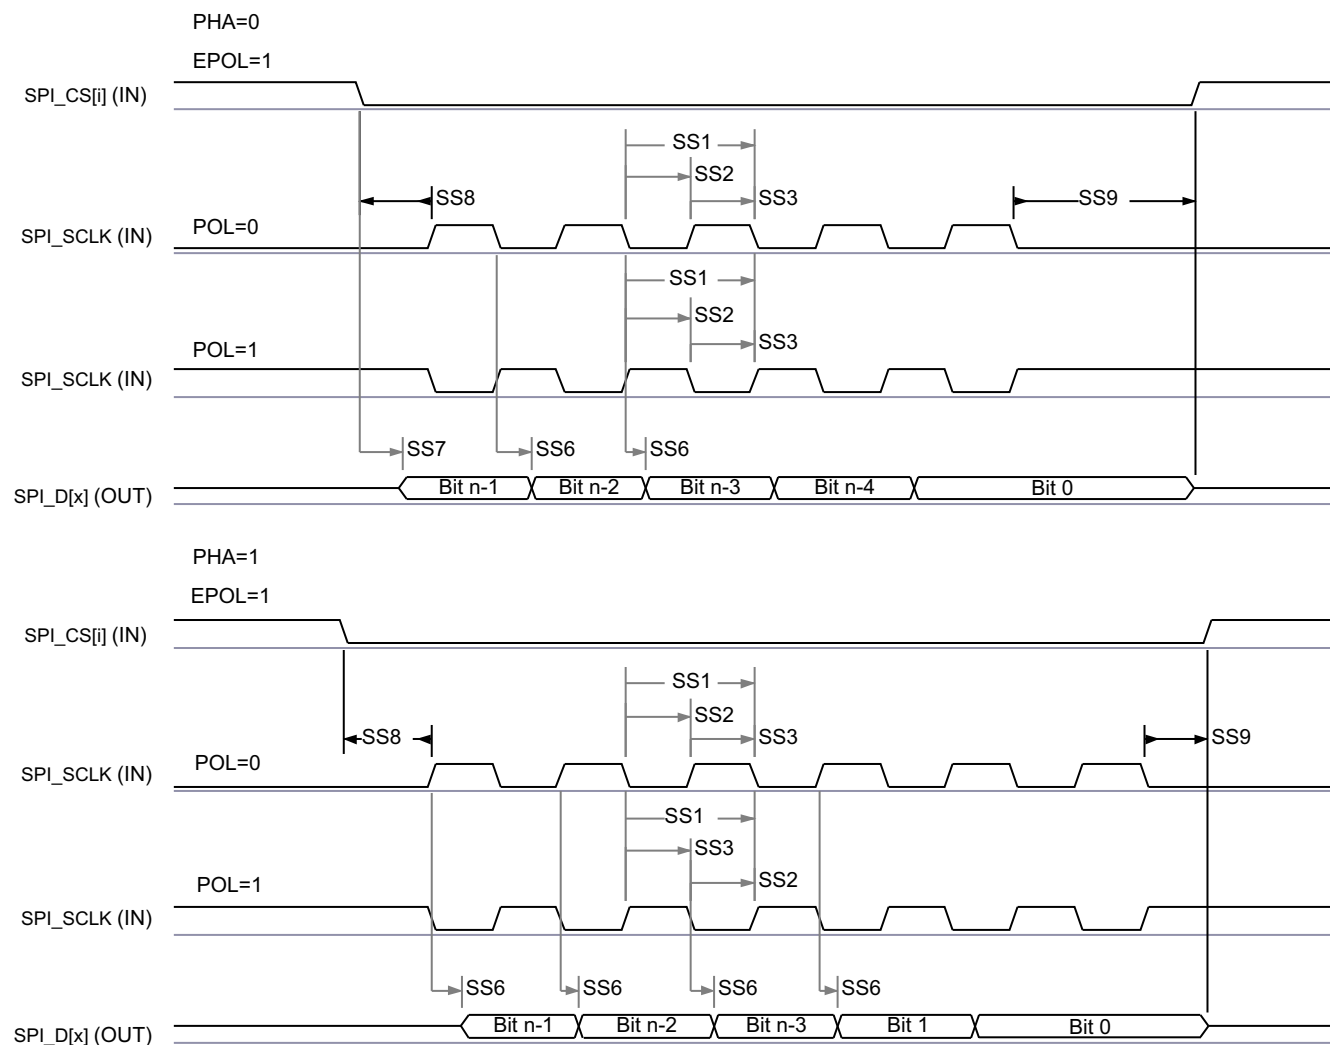 PHA=0
EPOL=1
SPI_CS[i] (IN)
SS1
SS2
SS8
SS3
SS9
POL=0
SPI_SCLK (IN)
SS1
SS2
SS3
POL=1
SPI_SCLK (IN)
SS7
SS6
SS6
SPI_D[x] (OUT)
Bit n-1
Bit n-2
Bit n-3
Bit n-4
Bit 0
PHA=1
EPOL=1
SPI_CS[i] (IN)
SS1
SS2
SS8
SS3
SS9
POL=0
SPI_SCLK (IN)
SS1
SS3
SS2
POL=1
SPI_SCLK (IN)
SS6
SS6
SS6
SS6
SPI_D[x] (OUT)
Bit n-1
Bit n-2
Bit n-3
Bit 1
Bit 0